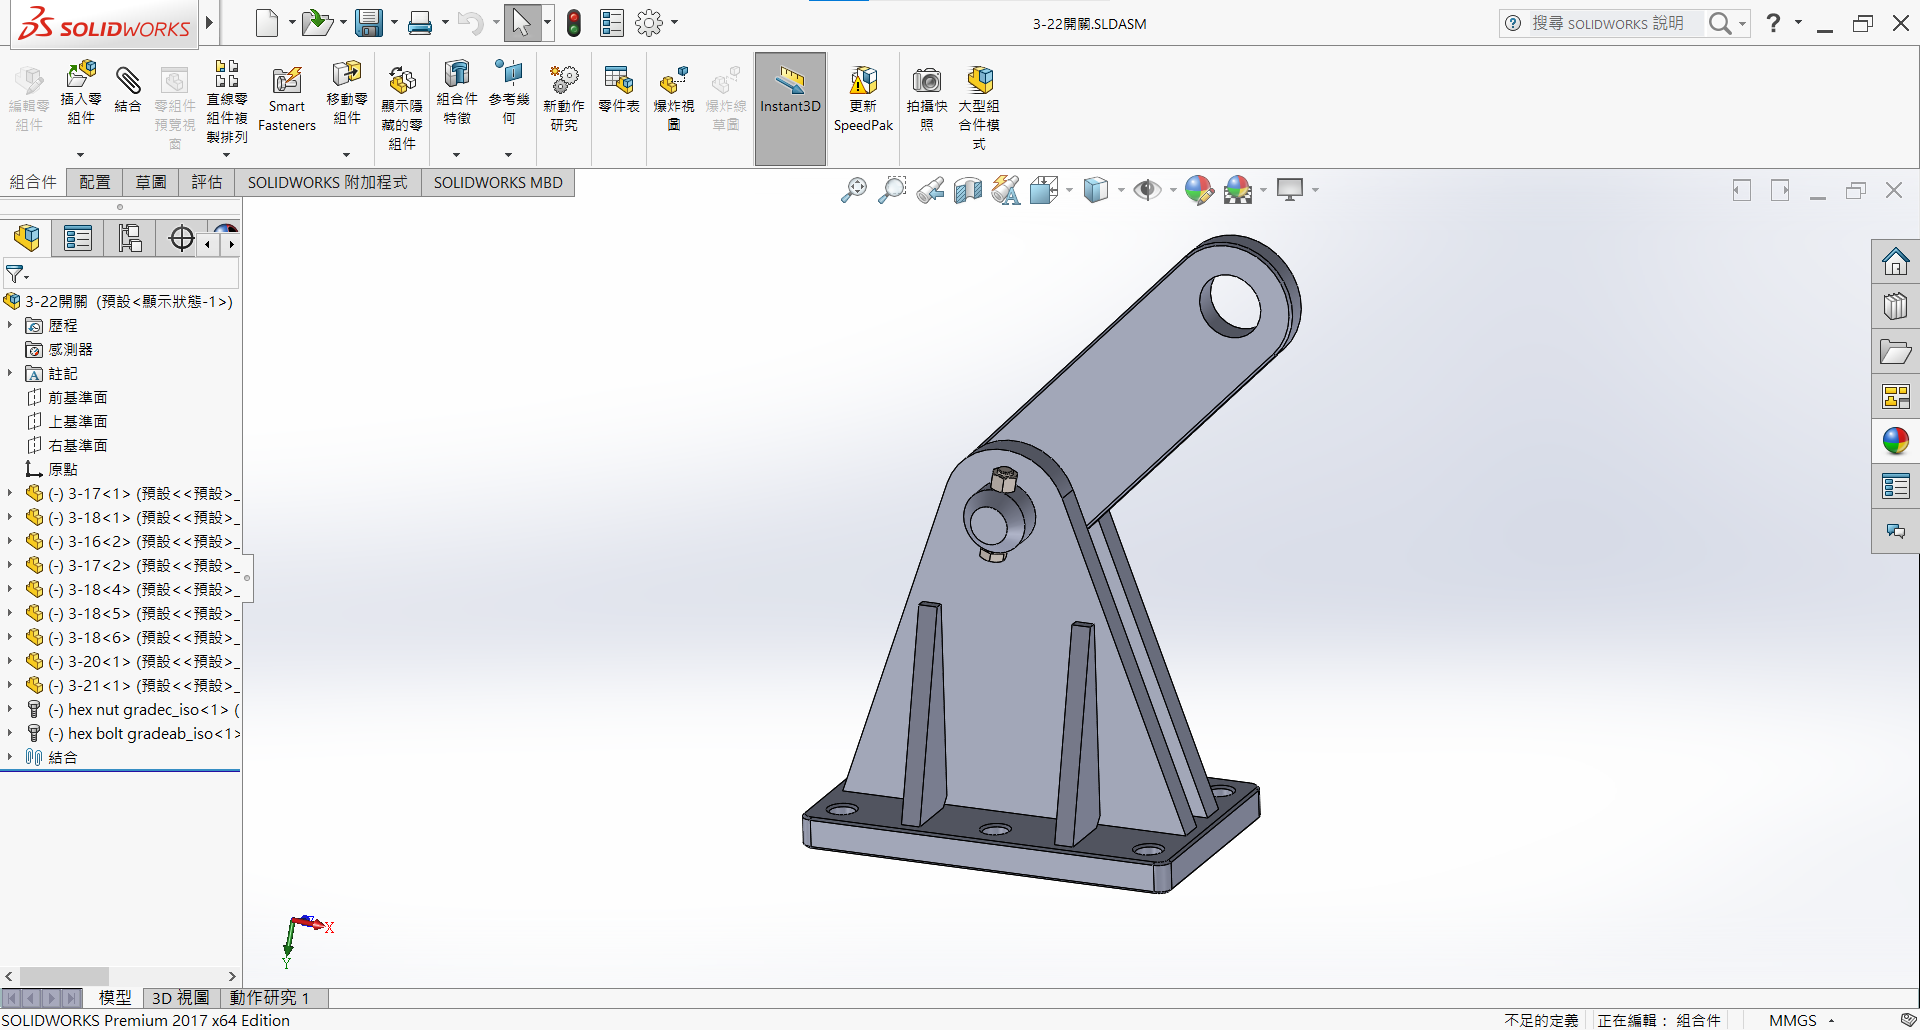 SOLIDWORKS
3-22開關.SLDASM
搜尋 SOLIDWORKS 說明
編輯零
組件
插入零
組件
結合
零組件
預覽視
窗
直線零
組件複
製排列
Smart
Fasteners
移動零
組件
顯示隱
藏的零
組件
組合件
特徵
參考幾
何
新動作
研究
零件表
爆炸視
圖
爆炸線
草圖
Instant3D
更新
SpeedPak
拍攝快
照
大型組
合件模
式
組合件 配置 草圖 評估 SOLIDWORKS 附加程式 SOLIDWORKS MBD
3-22開關 (預設<顯示狀態-1>)
歷程
感測器
註記
前基準面
上基準面
右基準面
原點
(-) 3-17<1> (預設<<預設>_
(-) 3-18<1> (預設<<預設>_
(-) 3-16<2> (預設<<預設>_
(-) 3-17<2> (預設<<預設>_
(-) 3-18<4> (預設<<預設>_
(-) 3-18<5> (預設<<預設>_
(-) 3-18<6> (預設<<預設>_
(-) 3-20<1> (預設<<預設>_
(-) 3-21<1> (預設<<預設>_
(-) hex nut gradec_iso<1> (
(-) hex bolt gradeab_iso<1>
結合
X
Y
模型 3D 視圖 動作研究 1
SOLIDWORKS Premium 2017 x64 Edition
不足的定義 正在編輯： 組合件 MMGS